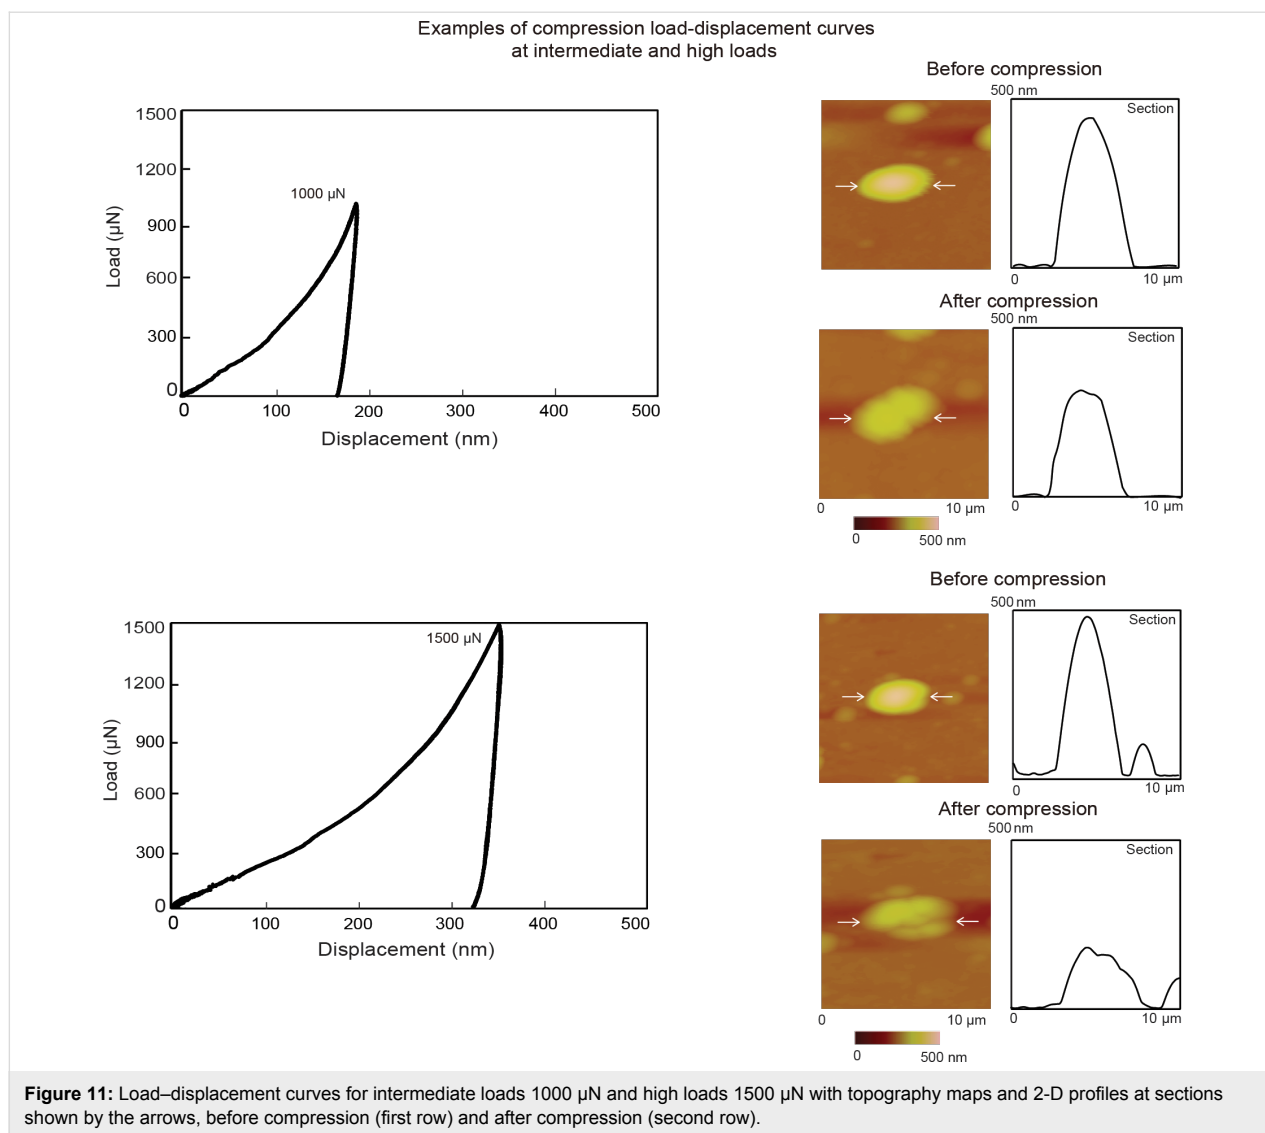 Examples of compression load-displacement curves
at intermediate and high loads
1500
1200
900
600
300
0
Load (µN)
1000 µN
0
100
200
300
400
500
Displacement (nm)
Before compression
500 nm
Section
0
10 µm
After compression
500 nm
Section
0
10 µm
0
10 µm
0
500 nm
1500
1200
900
600
300
0
Load (µN)
1500 µN
0
100
200
300
400
500
Displacement (nm)
Before compression
500 nm
Section
0
10 µm
After compression
500 nm
Section
0
10 µm
0
10 µm
0
500 nm
Figure 11: Load–displacement curves for intermediate loads 1000 µN and high loads 1500 µN with topography maps and 2-D profiles at sections
shown by the arrows, before compression (first row) and after compression (second row).